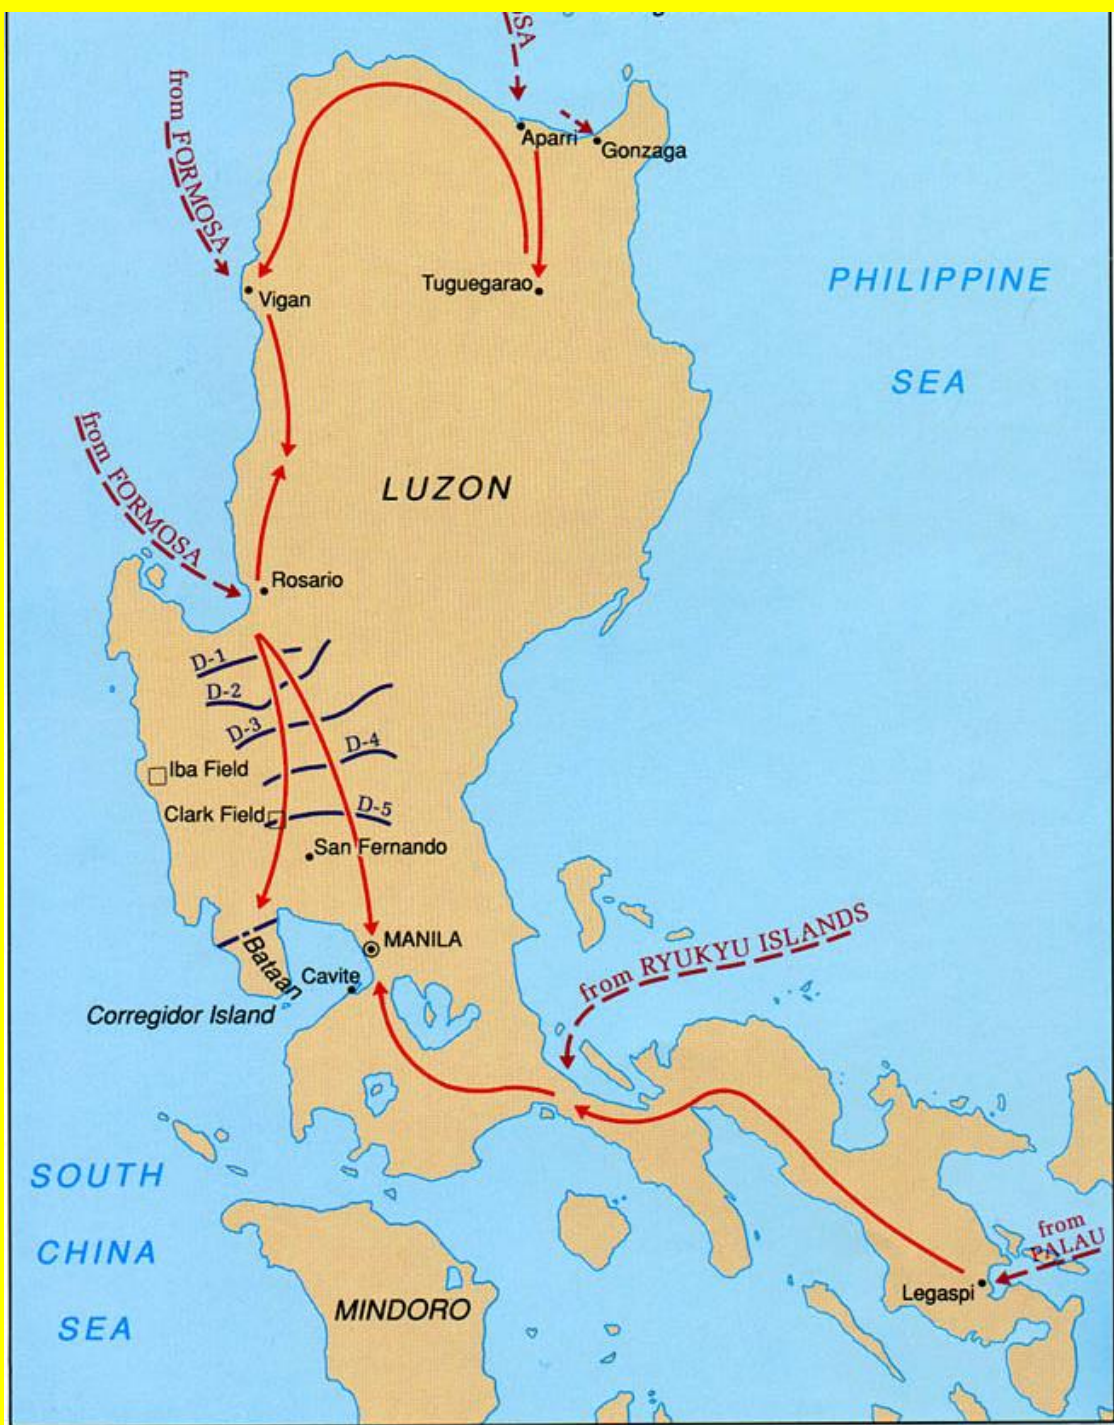 SA
from FORMOSA
Aparri
Gonzaga
Tuguegarao
Vigan
PHILIPPINE
SEA
from FORMOSA
LUZON
Rosario
D-1
D-2
D-3
D-4
Iba Field
Clark Field
D-5
San Fernando
MANILA
Bataan
Cavite
Corregidor Island
from RYUKYU ISLANDS
SOUTH
CHINA
SEA
from
PALAU
Legaspi
MINDORO